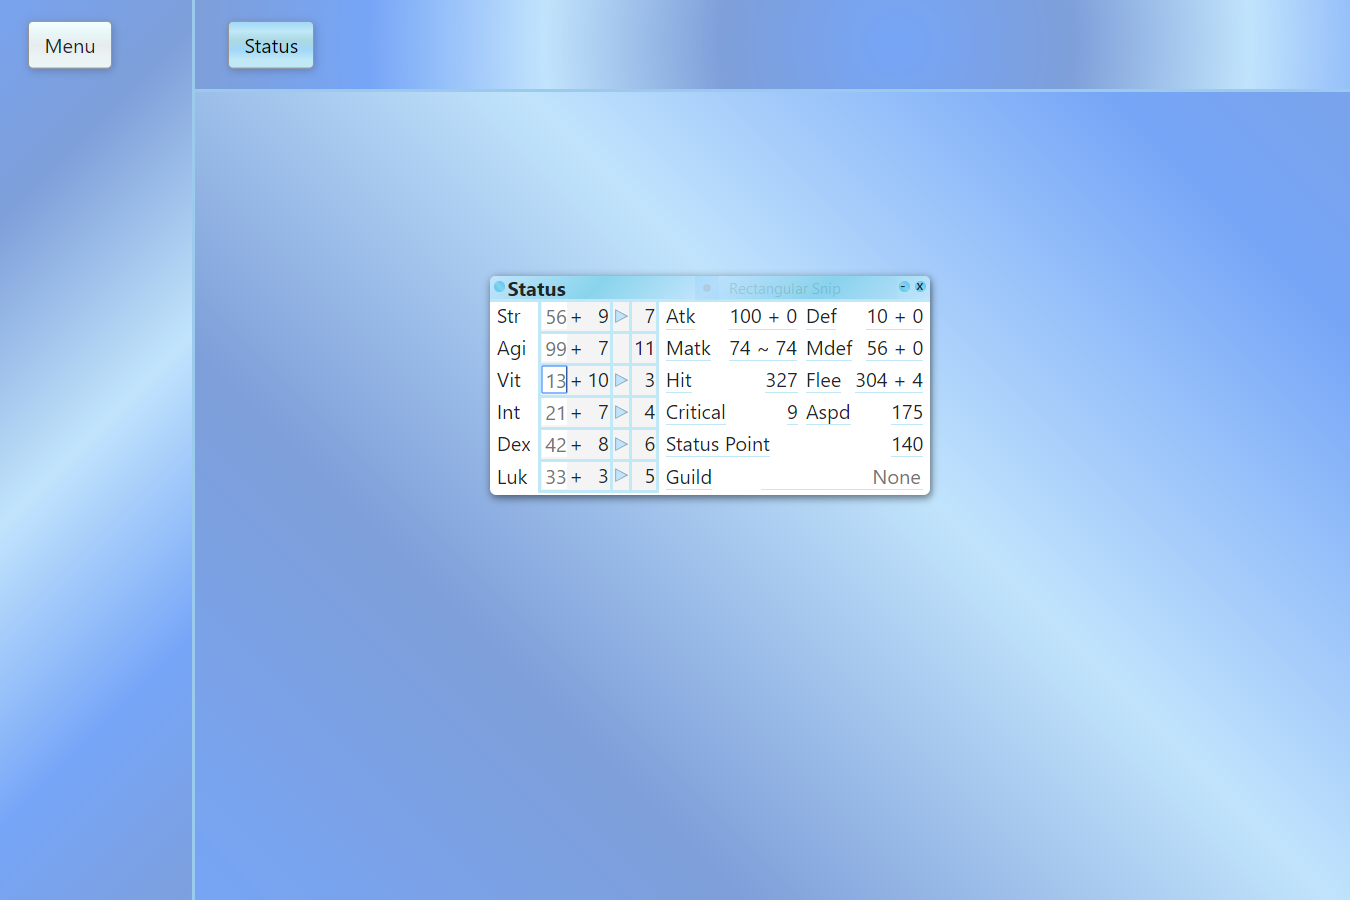 Menu
Status
Status
Rectangular Snip
- x
Str 56 + 9 7 Atk 100 + 0 Def 10 + 0
Agi 99 + 7 11 Matk 74 ~ 74 Mdef 56 + 0
Vit 13 + 10 3 Hit 327 Flee 304 + 4
Int 21 + 7 4 Critical 9 Aspd 175
Dex 42 + 8 6 Status Point 140
Luk 33 + 3 5 Guild None